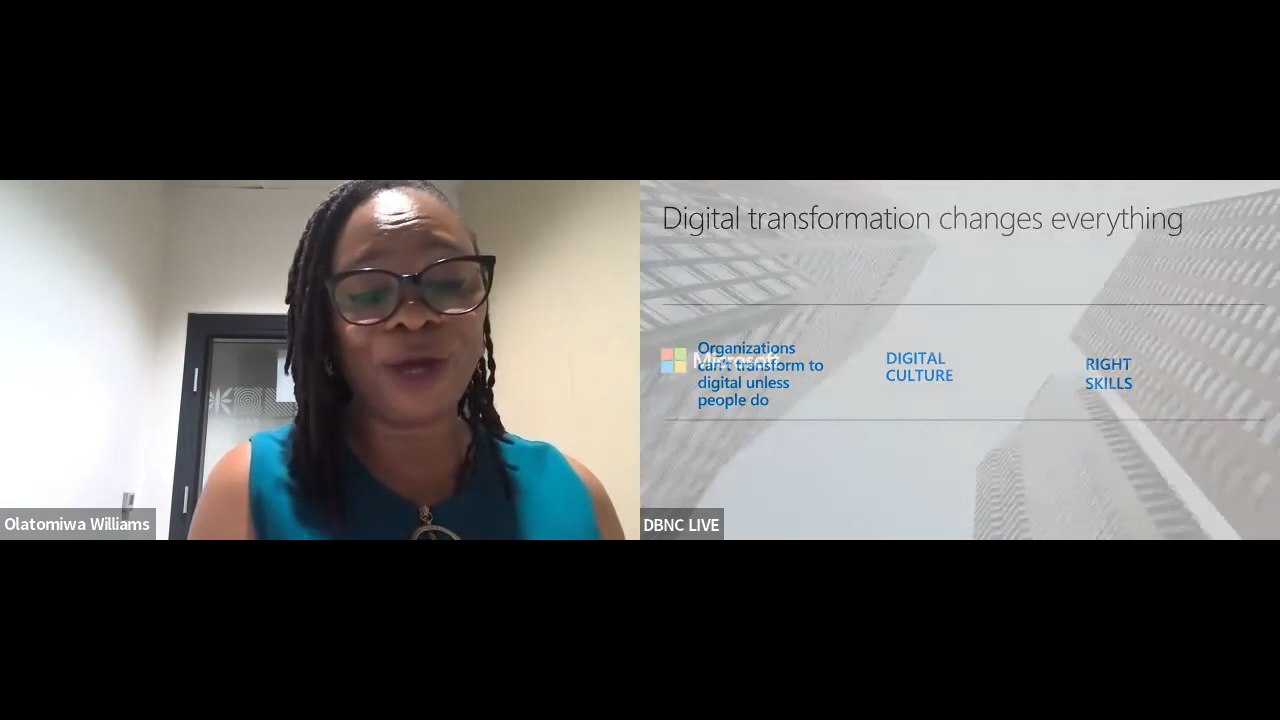 Digital transformation changes everything
Microsoft
Organizations
can't transform to
digital unless
people do
DIGITAL
CULTURE
RIGHT
SKILLS
Olatomiwa Williams
DBNC LIVE